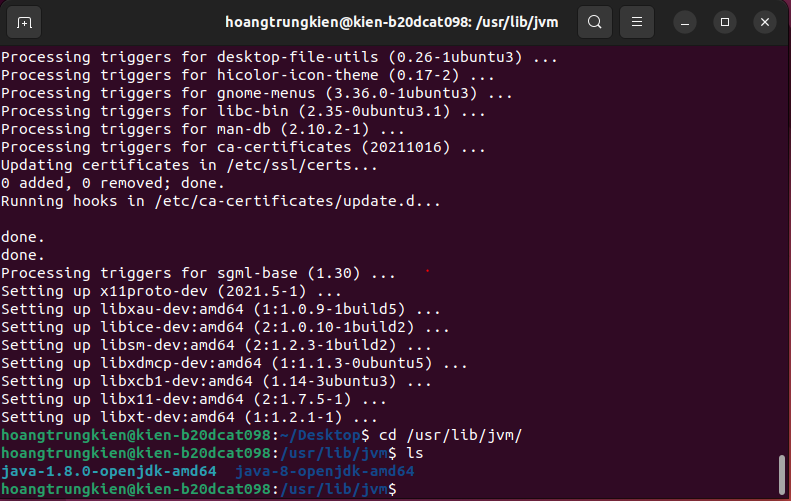 hoangtrungkien@kien-b20dcat098: /usr/lib/jvm
Processing triggers for desktop-file-utils (0.26-1ubuntu3) ...
Processing triggers for hicolor-icon-theme (0.17-2) ...
Processing triggers for gnome-menus (3.36.0-1ubuntu3) ...
Processing triggers for libc-bin (2.35-0ubuntu3.1) ...
Processing triggers for man-db (2.10.2-1) ...
Processing triggers for ca-certificates (20211016) ...
Updating certificates in /etc/ssl/certs...
0 added, 0 removed; done.
Running hooks in /etc/ca-certificates/update.d...
done.
done.
Processing triggers for sgml-base (1.30) ...
Setting up x11proto-dev (2021.5-1) ...
Setting up libxau-dev:amd64 (1:1.0.9-1build5) ...
Setting up libice-dev:amd64 (2:1.0.10-1build2) ...
Setting up libsm-dev:amd64 (2:1.2.3-1build2) ...
Setting up libxdmcp-dev:amd64 (1:1.1.3-0ubuntu5) ...
Setting up libxcb1-dev:amd64 (1.14-3ubuntu3) ...
Setting up libx11-dev:amd64 (2:1.7.5-1) ...
Setting up libxt-dev:amd64 (1:1.2.1-1) ...
hoangtrungkien@kien-b20dcat098:~/Desktop$ cd /usr/lib/jvm/
hoangtrungkien@kien-b20dcat098:/usr/lib/jvm$ ls
java-1.8.0-openjdk-amd64  java-8-openjdk-amd64
hoangtrungkien@kien-b20dcat098:/usr/lib/jvm$